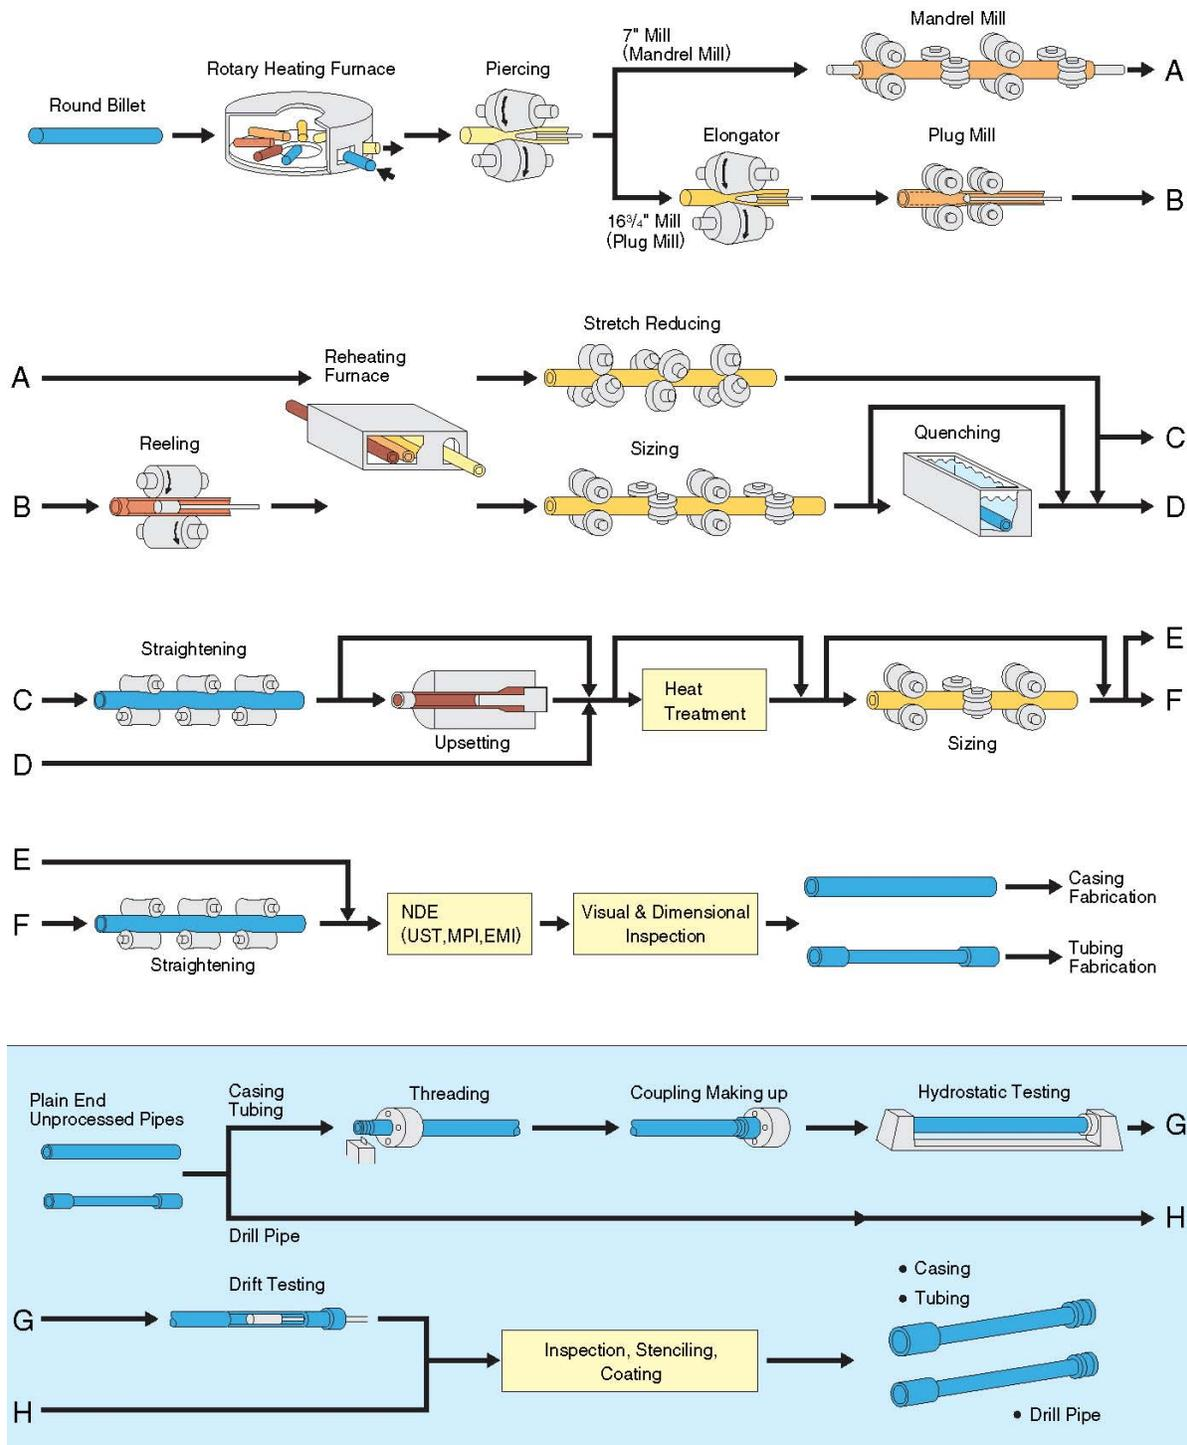 Mandrel Mill
7" Mill
(Mandrel Mill)
Rotary Heating Furnace
Piercing
A
Round Billet
Elongator
Plug Mill
B
16³/₄" Mill
(Plug Mill)
Stretch Reducing
Reheating
Furnace
A
Reeling
Sizing
Quenching
C
B
D
Straightening
E
C
Heat
Treatment
F
Upsetting
Sizing
D
E
Casing
Fabrication
F
NDE
(UST,MPI,EMI)
Visual & Dimensional
Inspection
Straightening
Tubing
Fabrication
Plain End
Unprocessed Pipes
Casing
Tubing
Threading
Coupling Making up
Hydrostatic Testing
G
H
Drill Pipe
Drift Testing
• Casing
• Tubing
G
Inspection, Stenciling,
Coating
H
• Drill Pipe